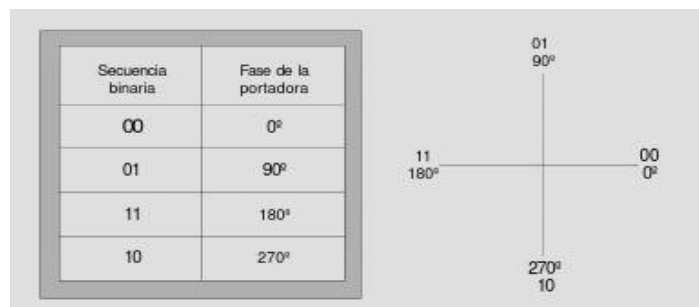 Secuencia binaria Fase de la portadora
00 0º
01 90º
11 180º
10 270º
01
90º
11
180º
00
0º
270º
10